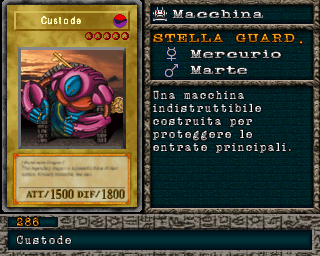 Custode
ATT/1500 DIF/1800
Macchina
STELLA GUARD.
☿ Mercurio
♂ Marte
Una macchina
indistruttibile
costruita per
proteggere le
entrate principali.
286
Custode